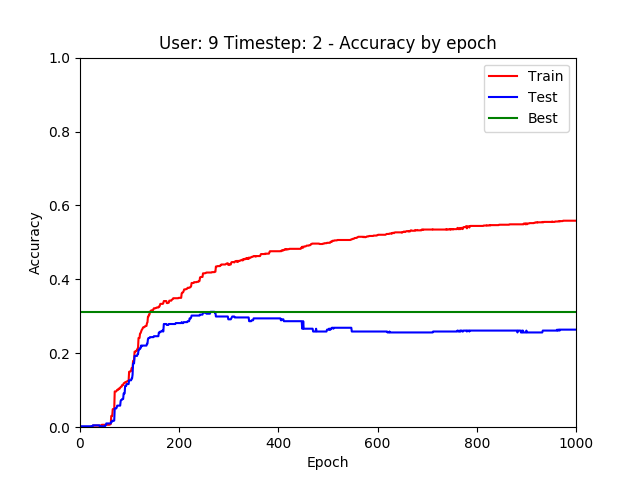 User: 9 Timestep: 2 - Accuracy by epoch
1.0
0.8
0.6
0.4
0.2
0.0
Accuracy
Train
Test
Best
0 200 400 600 800 1000
Epoch